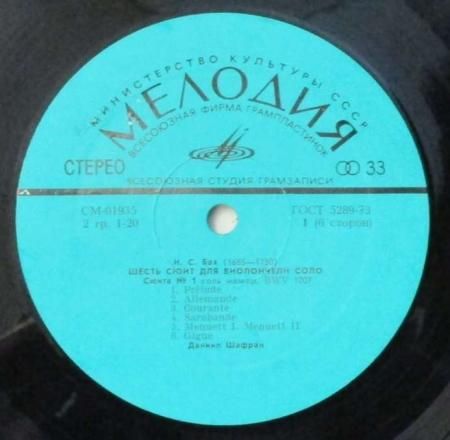 МИНИСТЕРСТВО КУЛЬТУРЫ СССР
МЕЛОДИЯ
ВСЕСОЮЗНАЯ ФИРМА ГРАМПЛАСТИНОК
СТЕРЕО
33
ВСЕСОЮЗНАЯ СТУДИЯ ГРАМЗАПИСИ
СМ-01935
ГОСТ 5289-73
2 гр. 1-20
1 (6 сторон)
И. С. Бах (1685—1750)
ШЕСТЬ СЮИТ ДЛЯ ВИОЛОНЧЕЛИ СОЛО
Сюита № 1 соль мажор, BWV 1007
1. Prélude
2. Allemande
3. Courante
4. Sarabande
5. Menuett I. Menuett II
6. Gigue
Даниил Шафран